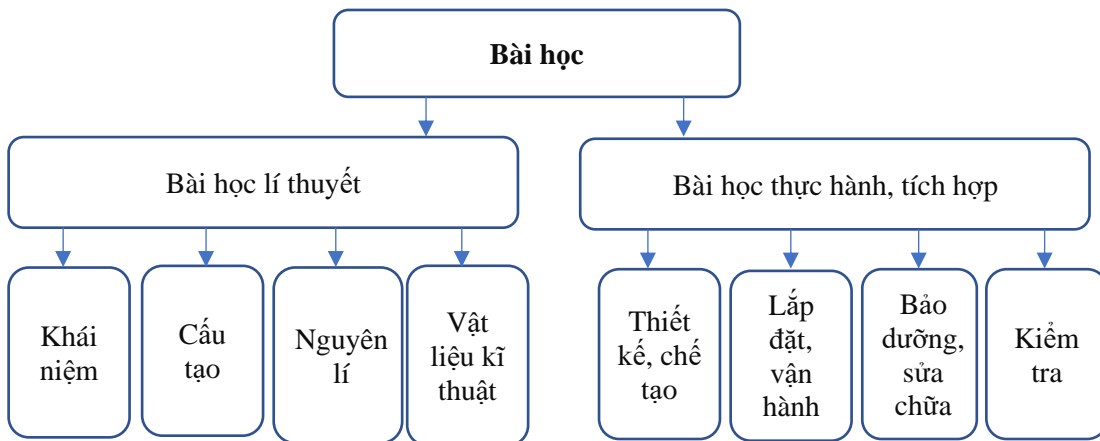 Bài học
Bài học lí thuyết
Bài học thực hành, tích hợp
Khái
niệm
Cấu
tạo
Nguyên
lí
Vật
liệu kĩ
thuật
Thiết
kế, chế
tạo
Lắp
đặt,
vận
hành
Bảo
dưỡng,
sửa
chữa
Kiểm
tra